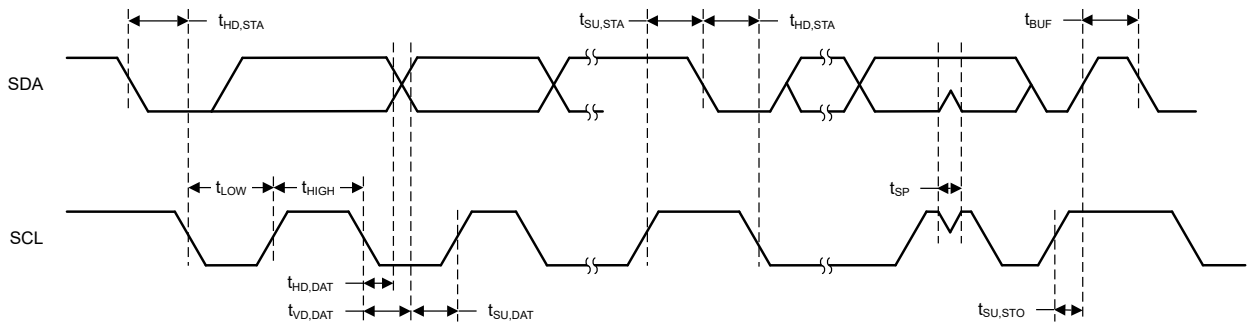 tHD,STA
tSU,STA
tHD,STA
tBUF
SDA
tLOW
tHIGH
tSP
SCL
tHD,DAT
tVD,DAT
tSU,DAT
tSU,STO